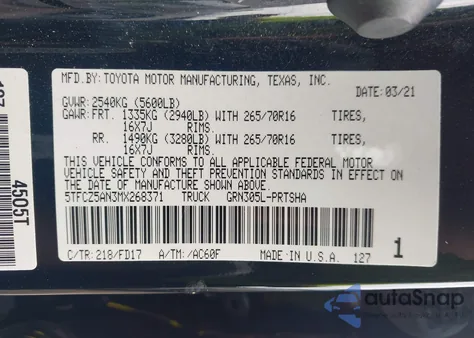 MFD.BY:TOYOTA MOTOR MANUFACTURING, TEXAS, INC.
DATE:03/21
GVWR:2540KG (5600LB)
GAWR:FRT. 1335KG (2940LB) WITH 265/70R16 TIRES,
16X7J RIMS.
RR. 1490KG (3280LB) WITH 265/70R16 TIRES,
16X7J RIMS.
THIS VEHICLE CONFORMS TO ALL APPLICABLE FEDERAL MOTOR
VEHICLE SAFETY AND THEFT PREVENTION STANDARDS IN EFFECT
ON THE DATE OF MANUFACTURE SHOWN ABOVE.
5TFCZ5AN3MX268371 TRUCK GRN305L-PRTSHA
C/TR:218/FD17 A/TM:/AC60F MADE IN U.S.A. 127
1
4505T
autoSnap